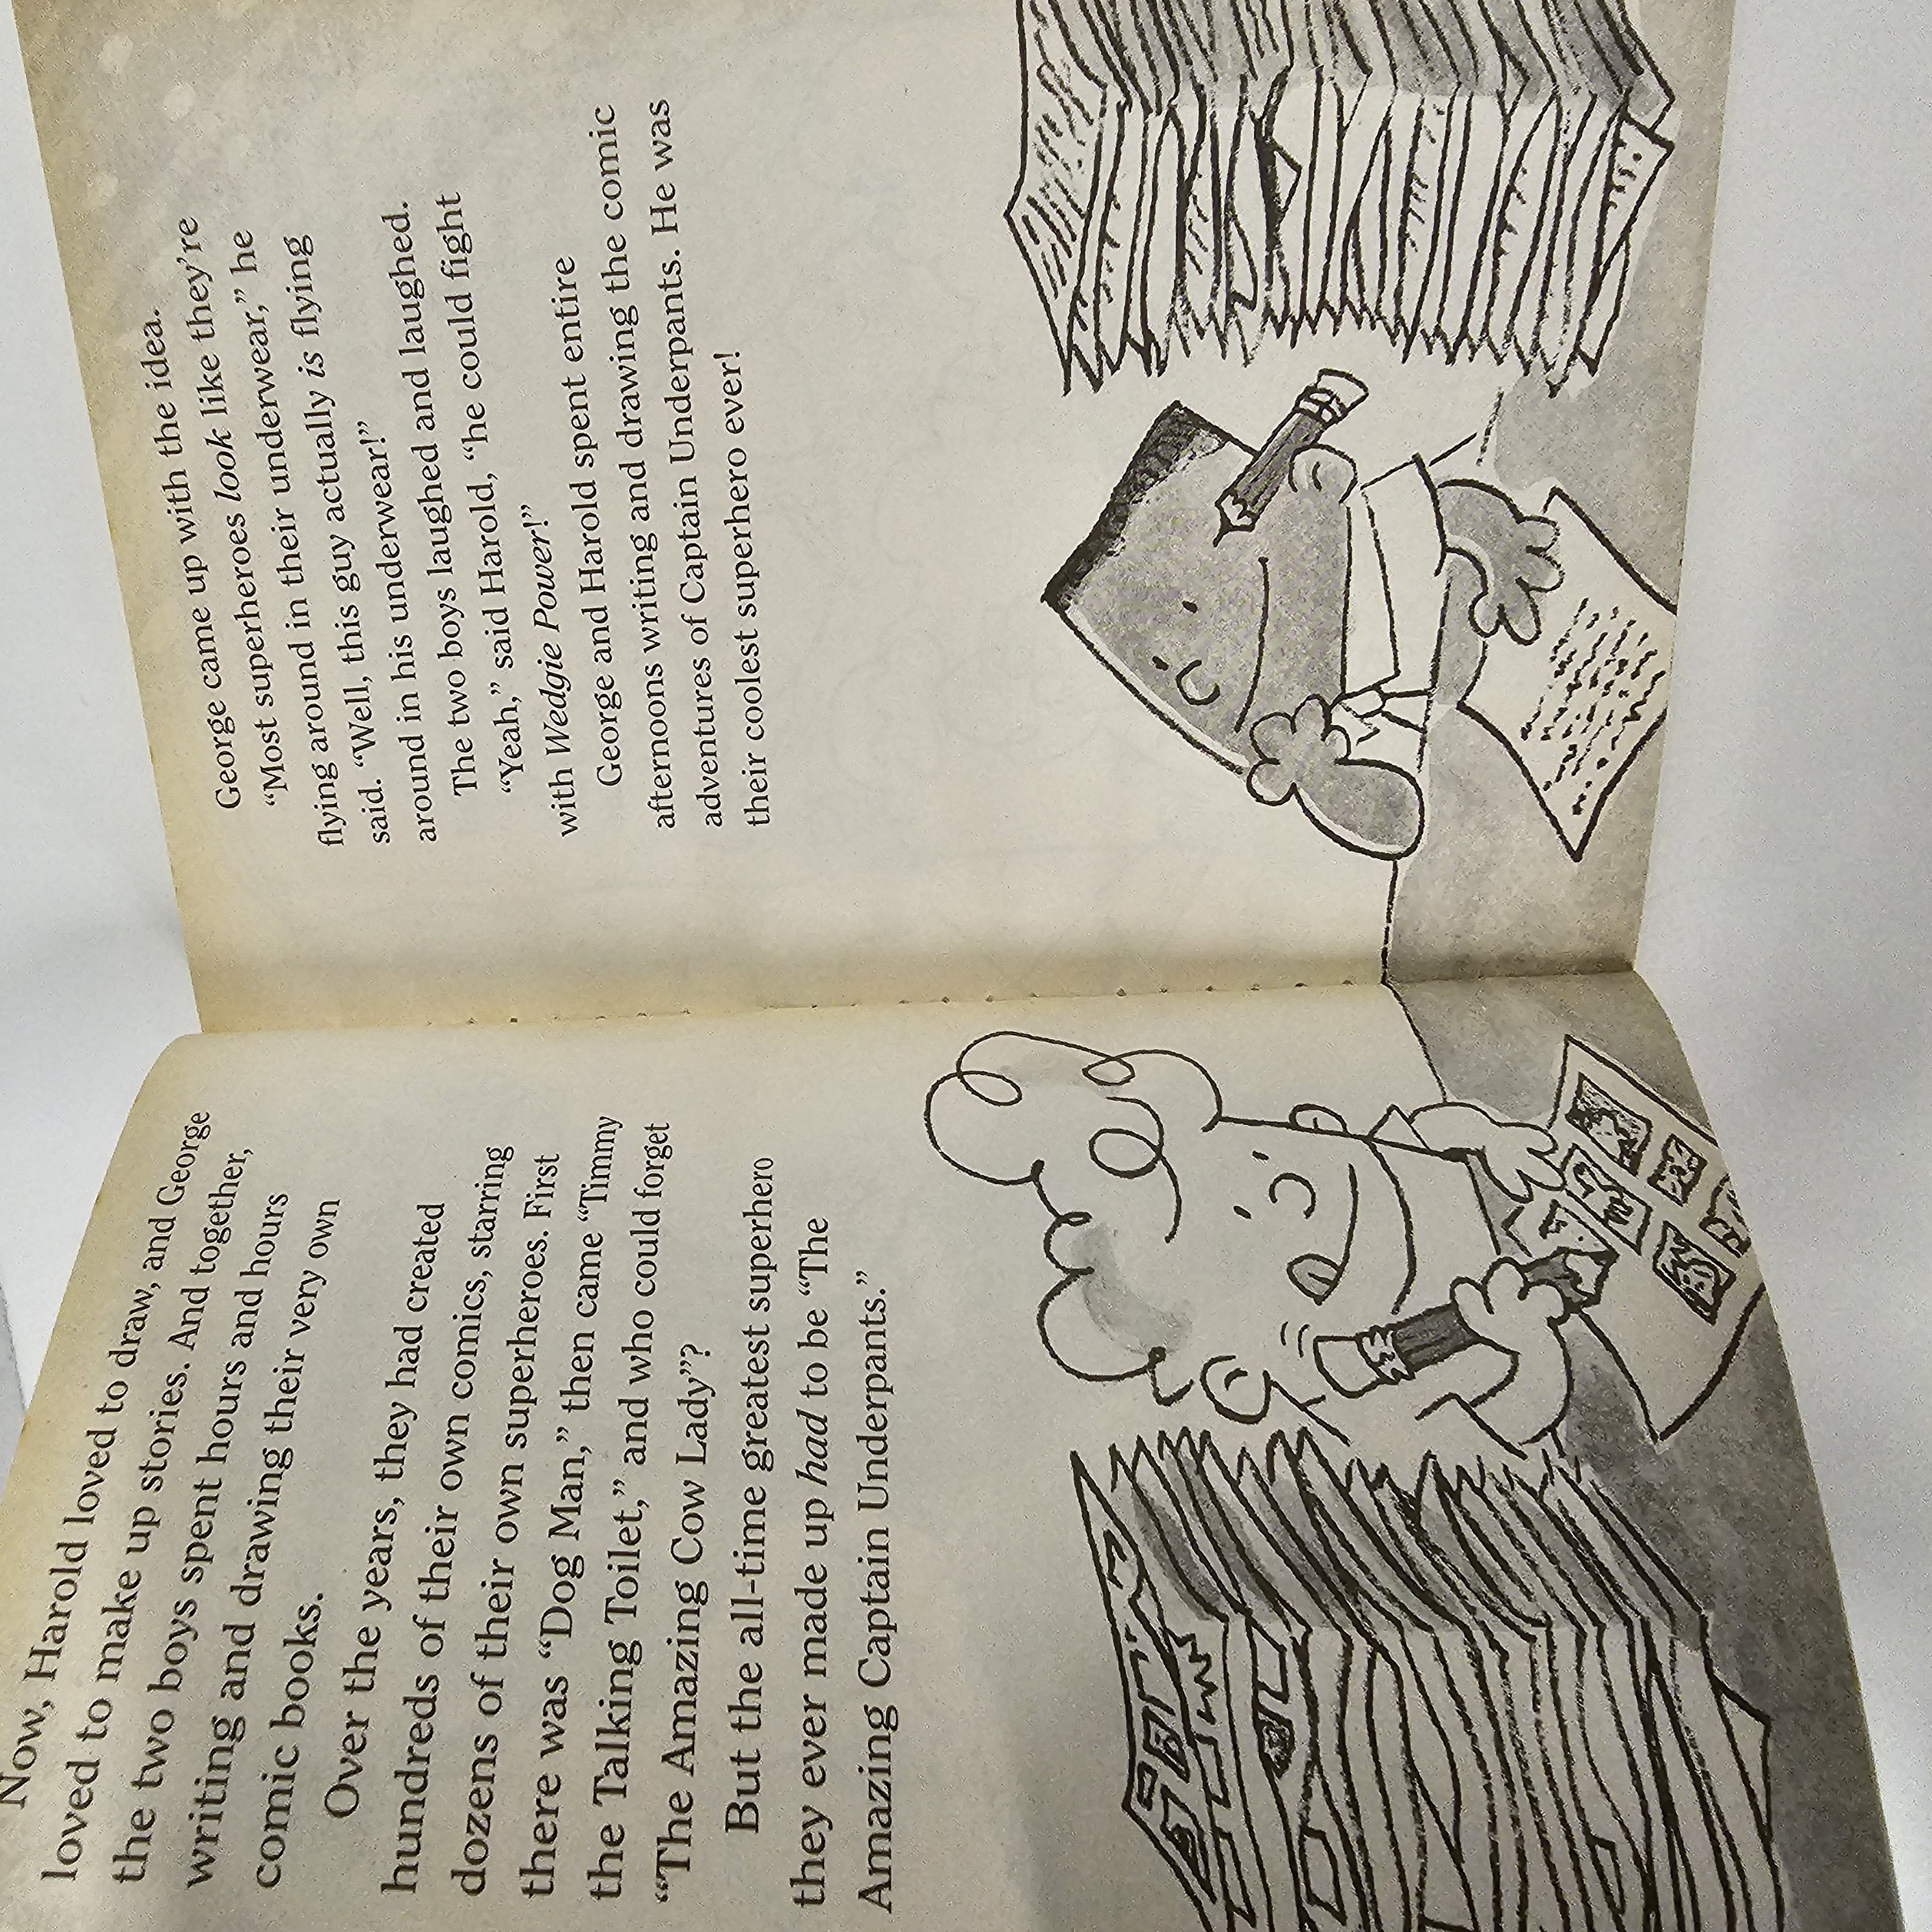 Now, Harold loved to draw, and George
loved to make up stories. And together,
the two boys spent hours and hours
writing and drawing their very own
comic books.
Over the years, they had created
hundreds of their own comics, starring
dozens of their own superheroes. First
there was “Dog Man,” then came “Timmy
the Talking Toilet,” and who could forget
“The Amazing Cow Lady”?
But the all-time greatest superhero
they ever made up had to be “The
Amazing Captain Underpants.”
George came up with the idea.
“Most superheroes look like they’re
flying around in their underwear,” he
said. “Well, this guy actually is flying
around in his underwear!”
The two boys laughed and laughed.
“Yeah,” said Harold, “he could fight
with Wedgie Power!”
George and Harold spent entire
afternoons writing and drawing the comic
adventures of Captain Underpants. He was
their coolest superhero ever!